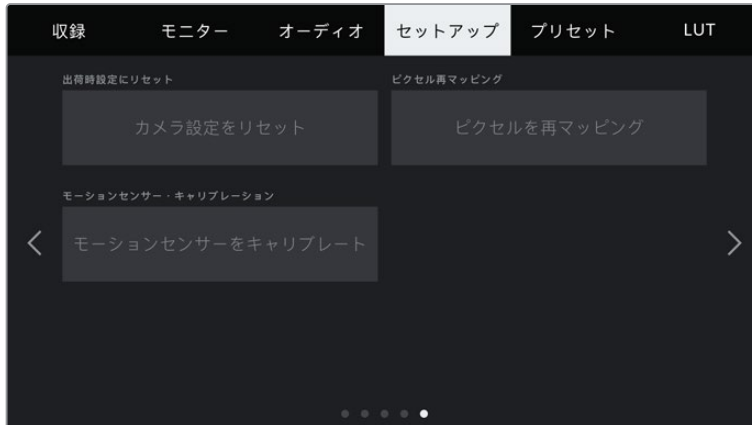 収録 モニター オーディオ セットアップ プリセット LUT
出荷時設定にリセット ピクセル再マッピング
カメラ設定をリセット ピクセルを再マッピング
モーションセンサー・キャリブレーション
モーションセンサーをキャリブレート